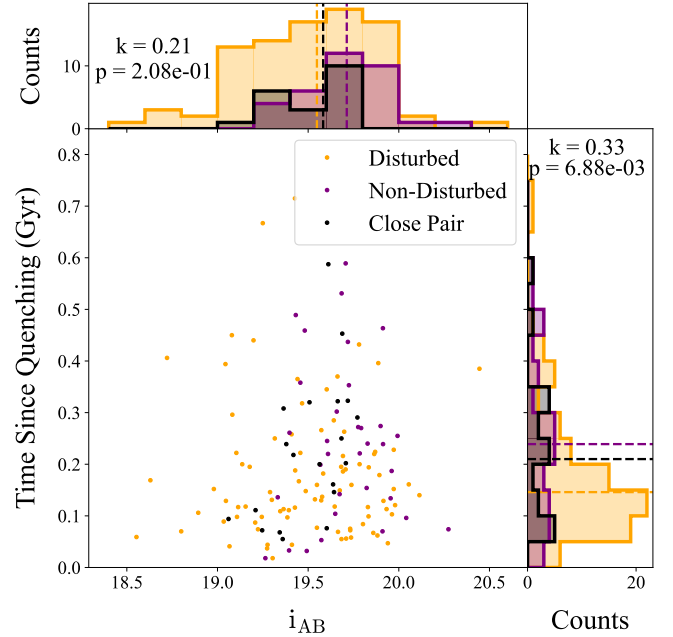 Counts
10
0
k = 0.21
p = 2.08e-01
Time Since Quenching (Gyr)
0.8
0.7
0.6
0.5
0.4
0.3
0.2
0.1
0.0
Disturbed
Non-Disturbed
Close Pair
k = 0.33
p = 6.88e-03
18.5
19.0
19.5
20.0
20.5
0
20
i_AB
Counts